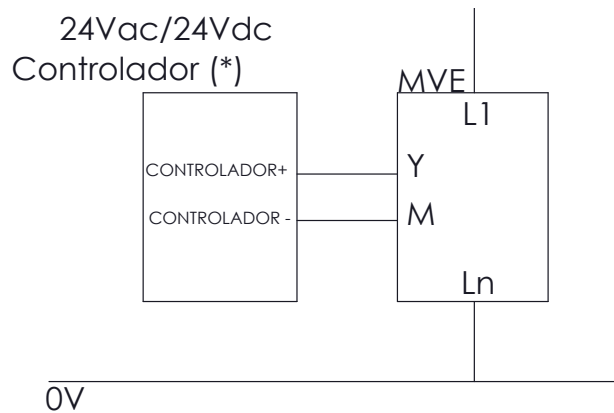 24Vac/24Vdc
Controlador (*)
MVE
L1
CONTROLADOR+
Y
CONTROLADOR -
M
Ln
0V